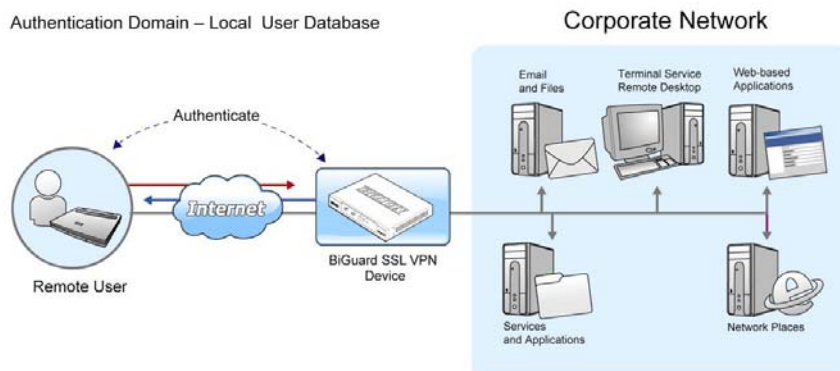 Authentication Domain – Local User Database
Corporate Network
Authenticate
Email
and Files
Terminal Service
Remote Desktop
Web-based
Applications
Internet
BiGuard SSL VPN
Device
Remote User
Services
and Applications
Network Places